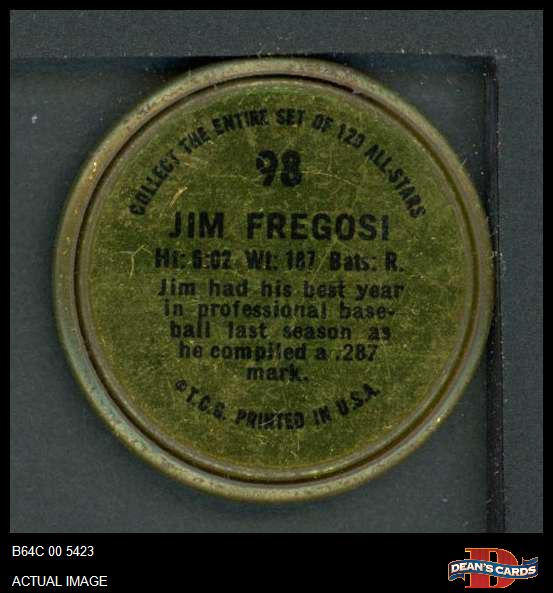 COLLECT THE ENTIRE SET OF 120 ALL-STARS
98
JIM FREGOSI
Ht: 6:02 Wt: 187 Bats: R.
Jim had his best year
in professional base-
ball last season as
he compiled a .287
mark.
© T.C.G. PRINTED IN U.S.A.
B64C 00 5423
ACTUAL IMAGE
D
DEAN'S CARDS